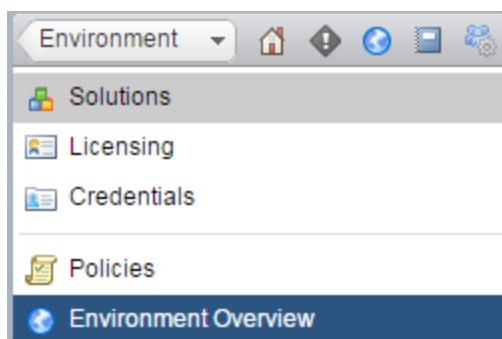 Environment
Solutions
Licensing
Credentials
Policies
Environment Overview